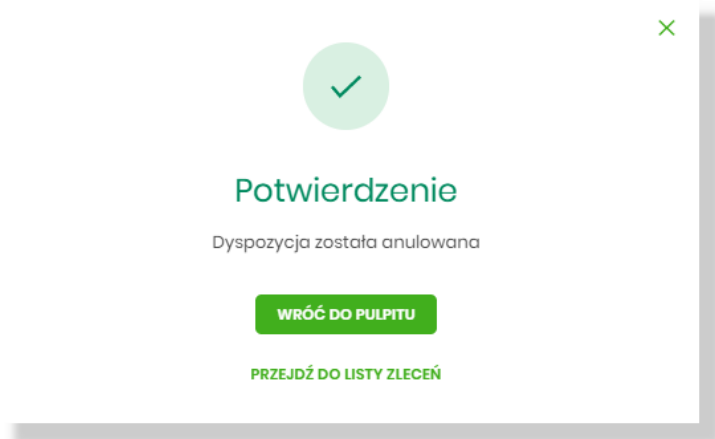 Potwierdzenie
Dyspozycja została anulowana
WRÓĆ DO PULPITU
PRZEJDŹ DO LISTY ZLECEŃ